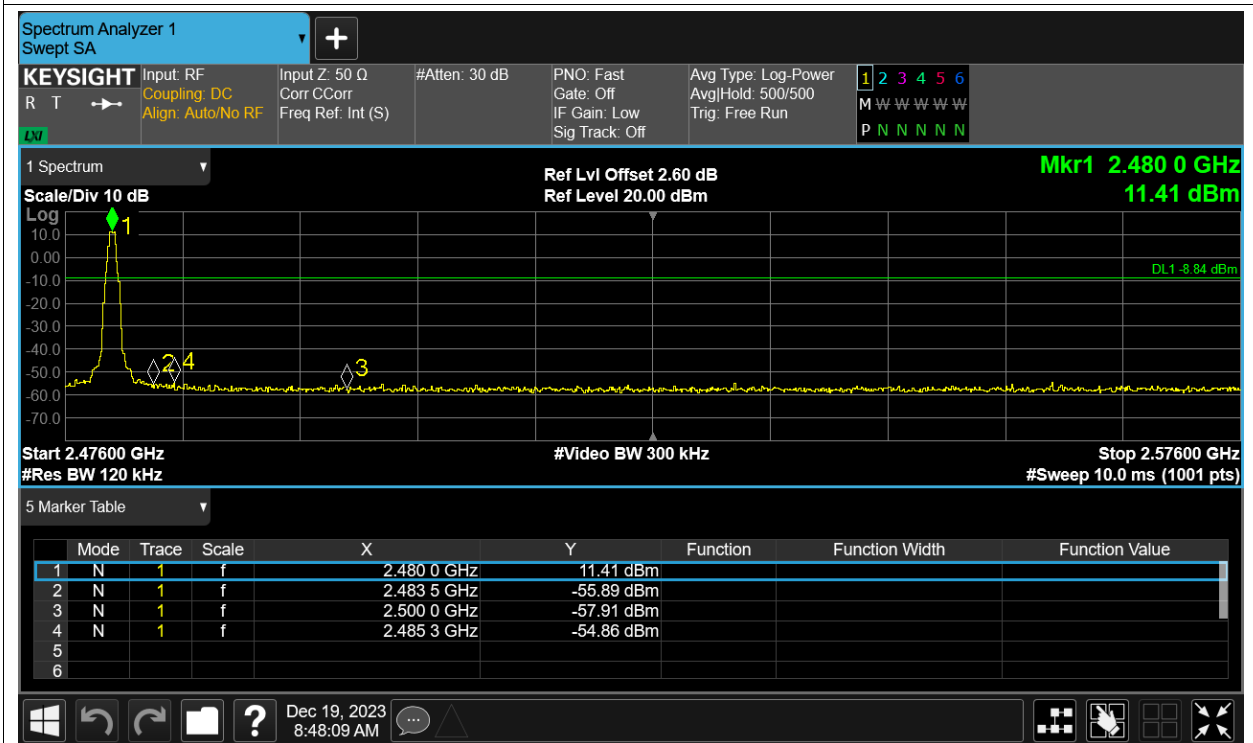 Spectrum Analyzer 1
Swept SA
KEYSIGHT
R T
LXI
Input: RF
Coupling: DC
Align: Auto/No RF
Input Z: 50 Ω
Corr CCorr
Freq Ref: Int (S)
#Atten: 30 dB
PNO: Fast
Gate: Off
IF Gain: Low
Sig Track: Off
Avg Type: Log-Power
Avg|Hold: 500/500
Trig: Free Run
1 2 3 4 5 6
M W W W W W
P N N N N N
1 Spectrum
Scale/Div 10 dB
Ref Lvl Offset 2.60 dB
Ref Level 20.00 dBm
Mkr1 2.480 0 GHz
11.41 dBm
Log
10.0
0.00
-10.0
-20.0
-30.0
-40.0
-50.0
-60.0
-70.0
1
2 4
3
DL1 -8.84 dBm
Start 2.47600 GHz
#Res BW 120 kHz
#Video BW 300 kHz
Stop 2.57600 GHz
#Sweep 10.0 ms (1001 pts)
5 Marker Table
Mode Trace Scale X Y Function Function Width Function Value
1 N 1 f 2.480 0 GHz 11.41 dBm
2 N 1 f 2.483 5 GHz -55.89 dBm
3 N 1 f 2.500 0 GHz -57.91 dBm
4 N 1 f 2.485 3 GHz -54.86 dBm
5
6
?
Dec 19, 2023
8:48:09 AM